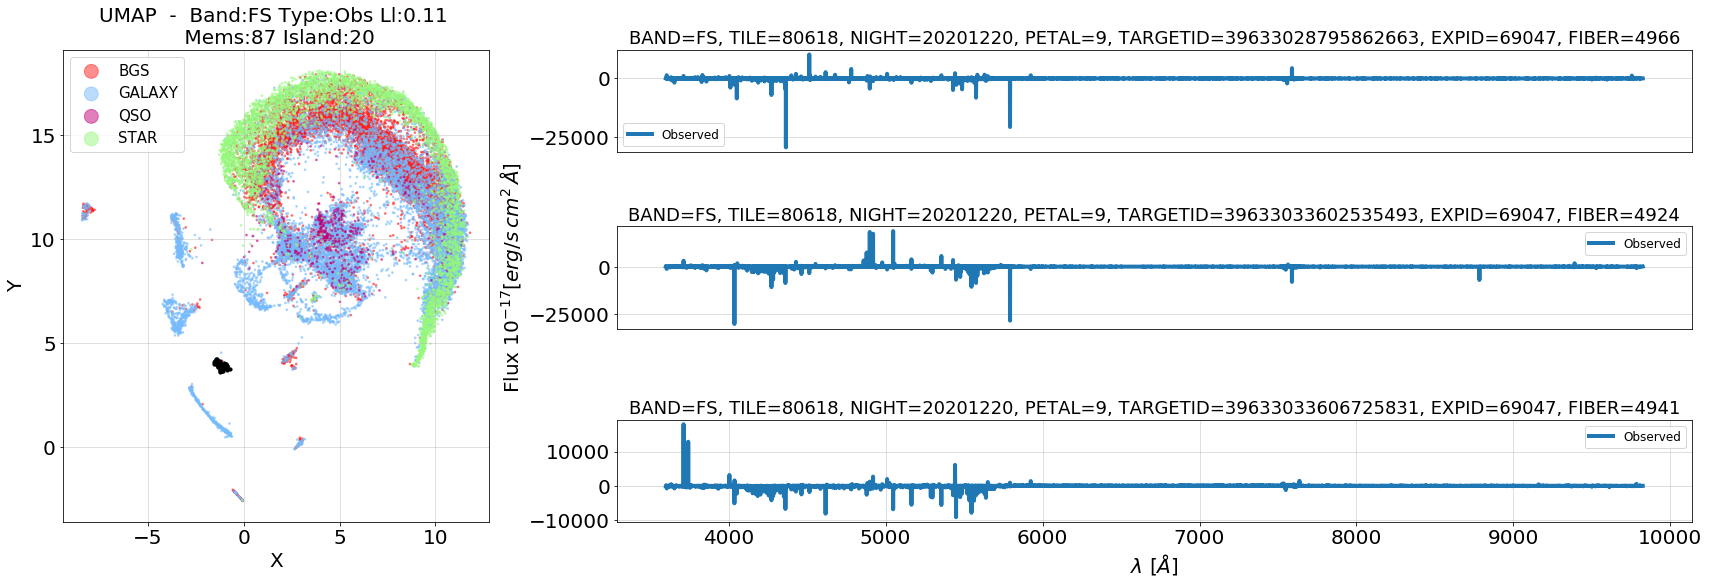 UMAP  -  Band:FS Type:Obs Ll:0.11
Mems:87 Island:20
BGS
GALAXY
QSO
STAR
15
10
5
0
−5
0
5
10
X
Y
Flux 10⁻¹⁷[erg/s cm² Å]
BAND=FS, TILE=80618, NIGHT=20201220, PETAL=9, TARGETID=39633028795862663, EXPID=69047, FIBER=4966
0
−25000
Observed
BAND=FS, TILE=80618, NIGHT=20201220, PETAL=9, TARGETID=39633033602535493, EXPID=69047, FIBER=4924
0
−25000
Observed
BAND=FS, TILE=80618, NIGHT=20201220, PETAL=9, TARGETID=39633033606725831, EXPID=69047, FIBER=4941
10000
0
−10000
Observed
4000
5000
6000
7000
8000
9000
10000
λ [Å]